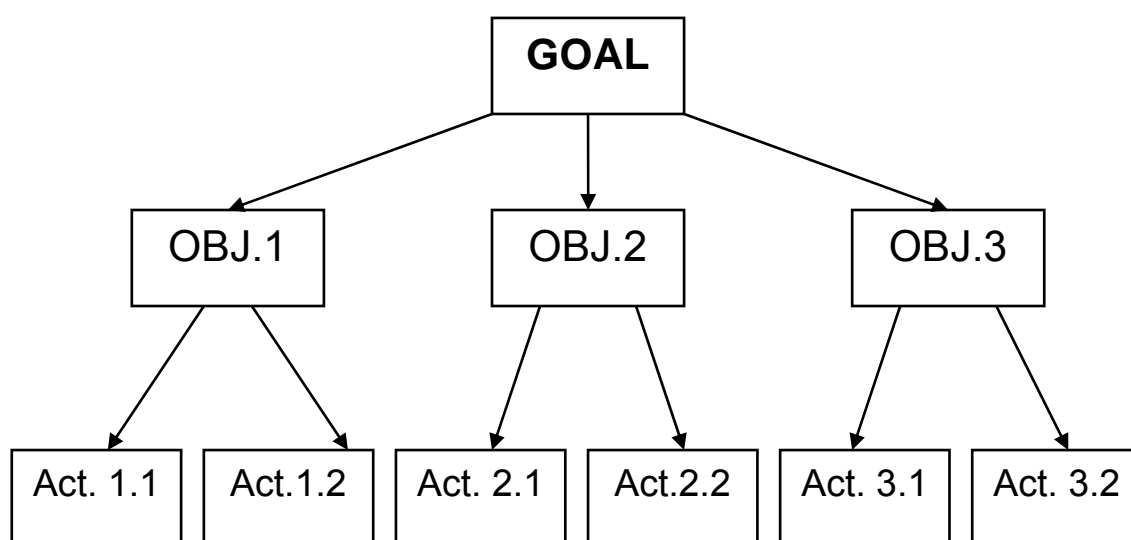 GOAL
OBJ.1
OBJ.2
OBJ.3
Act. 1.1
Act.1.2
Act. 2.1
Act.2.2
Act. 3.1
Act. 3.2